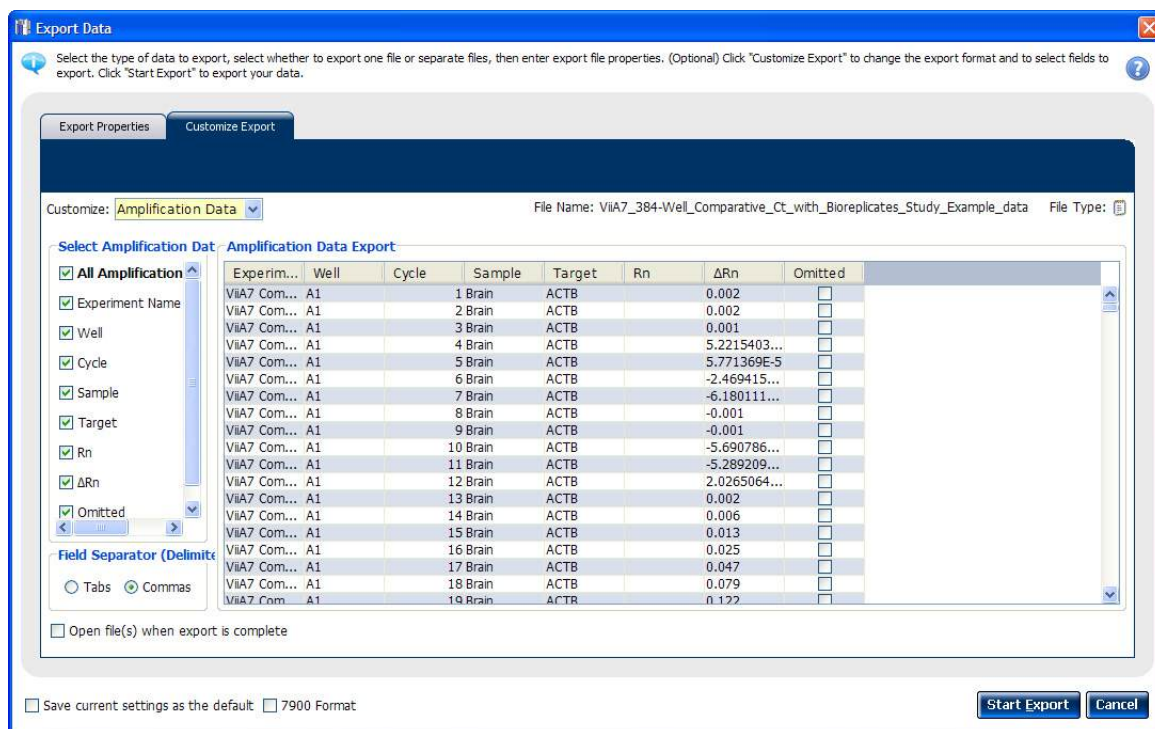 Export Data
Select the type of data to export, select whether to export one file or separate files, then enter export file properties. (Optional) Click "Customize Export" to change the export format and to select fields to
export. Click "Start Export" to export your data.
Export Properties
Customize Export
Customize: Amplification Data
File Name: ViiA7_384-Well_Comparative_Ct_with_Bioreplicates_Study_Example_data
File Type:
Select Amplification Dat
All Amplification
Experiment Name
Well
Cycle
Sample
Target
Rn
ΔRn
Omitted
Field Separator (Delimite
Tabs
Commas
Amplification Data Export
Experim... Well Cycle Sample Target Rn ΔRn Omitted
ViiA7 Com... A1 1 Brain ACTB 0.002
ViiA7 Com... A1 2 Brain ACTB 0.002
ViiA7 Com... A1 3 Brain ACTB 0.001
ViiA7 Com... A1 4 Brain ACTB 5.2215403...
ViiA7 Com... A1 5 Brain ACTB 5.771369E-5
ViiA7 Com... A1 6 Brain ACTB -2.469415...
ViiA7 Com... A1 7 Brain ACTB -6.180111...
ViiA7 Com... A1 8 Brain ACTB -0.001
ViiA7 Com... A1 9 Brain ACTB -0.001
ViiA7 Com... A1 10 Brain ACTB -5.690786...
ViiA7 Com... A1 11 Brain ACTB -5.289209...
ViiA7 Com... A1 12 Brain ACTB 2.0265064...
ViiA7 Com... A1 13 Brain ACTB 0.002
ViiA7 Com... A1 14 Brain ACTB 0.006
ViiA7 Com... A1 15 Brain ACTB 0.013
ViiA7 Com... A1 16 Brain ACTB 0.025
ViiA7 Com... A1 17 Brain ACTB 0.047
ViiA7 Com... A1 18 Brain ACTB 0.079
ViiA7 Com... A1 19 Brain ACTB 0.122
Open file(s) when export is complete
Save current settings as the default
7900 Format
Start Export
Cancel